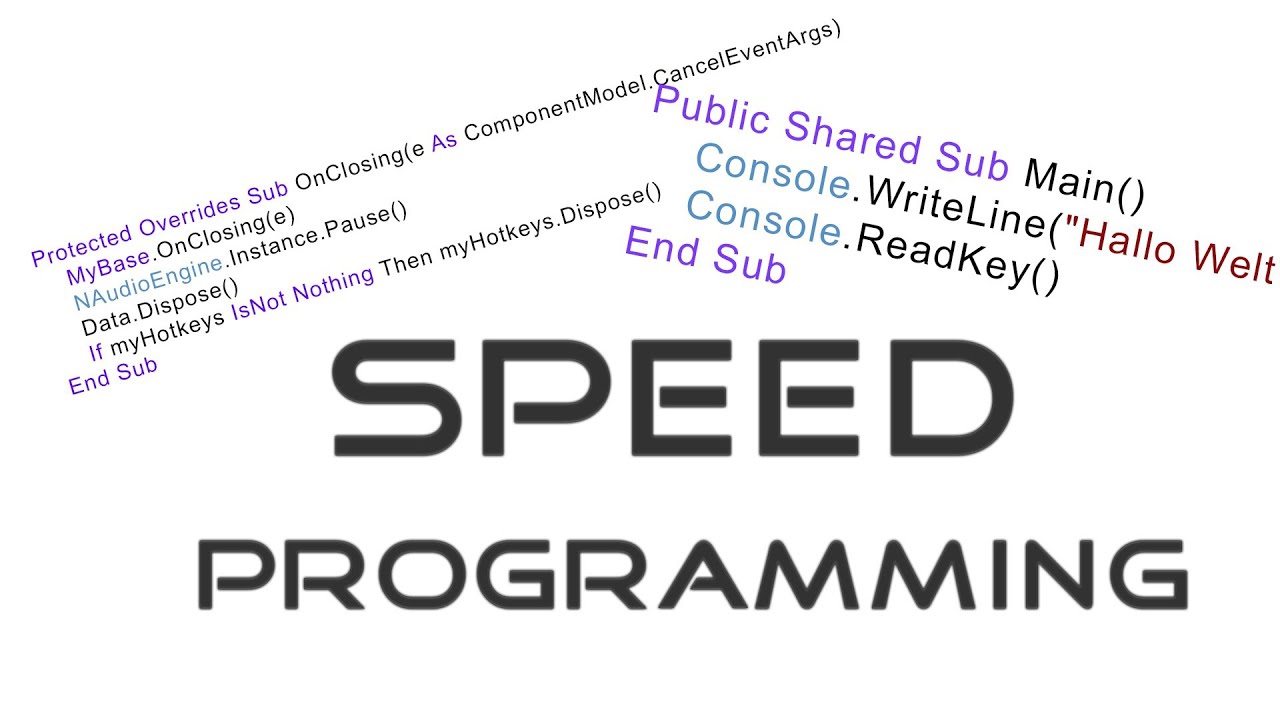 Protected Overrides Sub OnClosing(e As ComponentModel.CancelEventArgs)
MyBase.OnClosing(e)
NAudioEngine.Instance.Pause()
Data.Dispose()
If myHotkeys IsNot Nothing Then myHotkeys.Dispose()
End Sub
Public Shared Sub Main()
Console.WriteLine("Hallo Welt
Console.ReadKey()
End Sub
SPEED
PROGRAMMING